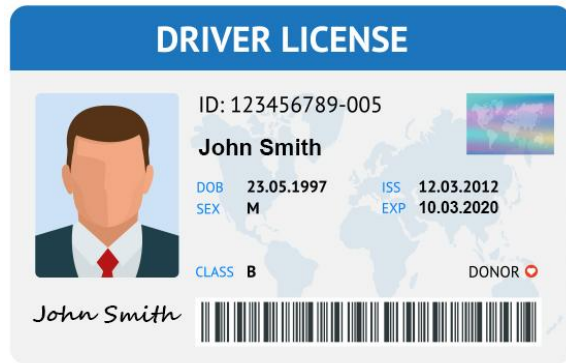 DRIVER LICENSE
ID: 123456789-005
John Smith
DOB 23.05.1997 ISS 12.03.2012
SEX M EXP 10.03.2020
CLASS B DONOR
John Smith